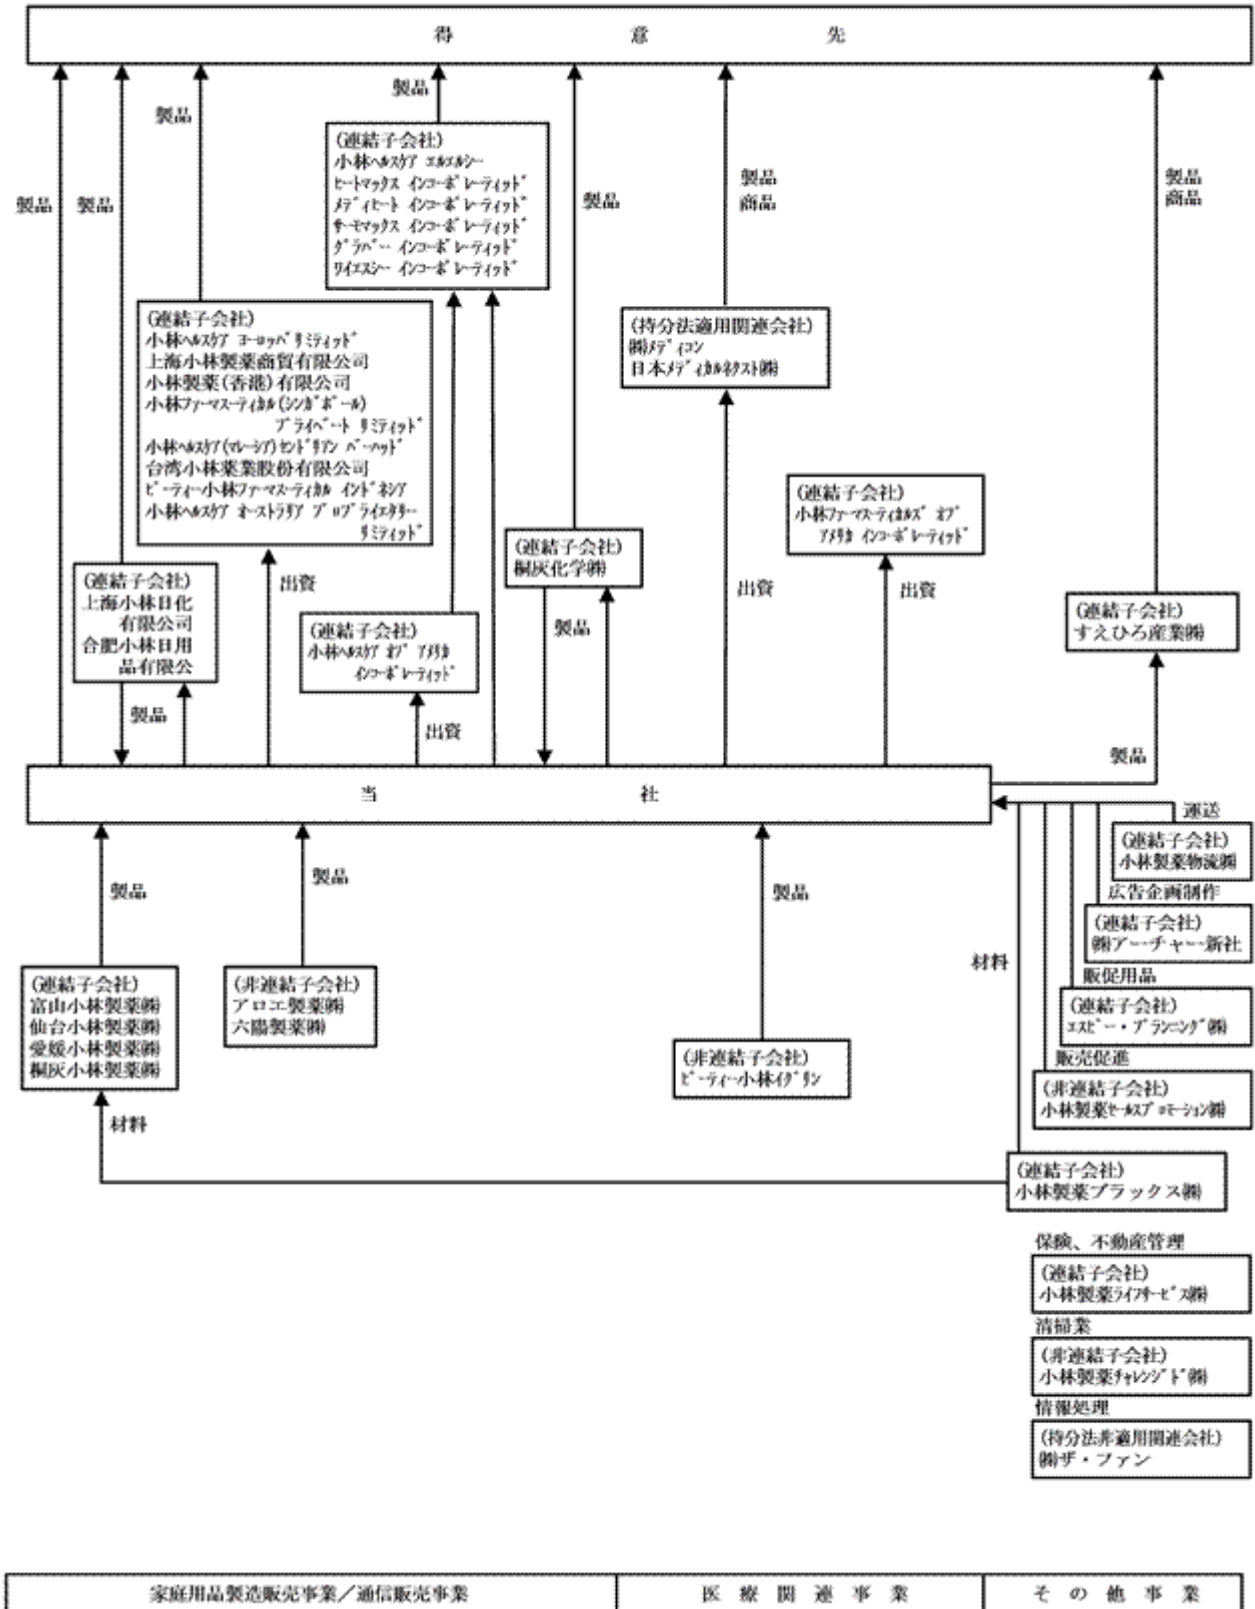 得意先
製品
製品
製品
製品
(連結子会社)
小林ヘルスケア エルエルシー
ヒートマックス インコーポレーティッド
メディヒート インコーポレーティッド
サーモマックス インコーポレーティッド
グラバー インコーポレーティッド
ワイエスシー インコーポレーティッド
製品
製品
商品
製品
商品
(連結子会社)
小林ヘルスケア ヨーロッパ リミティッド
上海小林製薬商貿有限公司
小林製薬(香港)有限公司
小林ファーマスーティカル(シンガポール)
プライベート リミティッド
小林ヘルスケア(マレーシア)センドリアン バーハッド
台湾小林薬業股份有限公司
ピーティー小林ファーマスーティカル インドネシア
小林ヘルスケア オーストラリア プロプライエタリー
リミティッド
(持分法適用関連会社)
㈱メディコン
日本メディカルネクスト㈱
(連結子会社)
小林ファーマスーティカルズ オブ
アメリカ インコーポレーティッド
(連結子会社)
桐灰化学㈱
(連結子会社)
上海小林日化
有限公司
合肥小林日用
品有限公
出資
(連結子会社)
小林ヘルスケア オブ アメリカ
インコーポレーティッド
製品
出資
出資
(連結子会社)
すえひろ産業㈱
製品
出資
製品
当社
運送
(連結子会社)
小林製薬物流㈱
広告企画制作
(連結子会社)
㈱アーチャー新社
販促用品
(連結子会社)
エスピー・プランニング㈱
販売促進
(非連結子会社)
小林製薬セールスプロモーション㈱
材料
(連結子会社)
小林製薬プラックス㈱
製品
製品
製品
(連結子会社)
富山小林製薬㈱
仙台小林製薬㈱
愛媛小林製薬㈱
桐灰小林製薬㈱
(非連結子会社)
アロエ製薬㈱
六陽製薬㈱
(非連結子会社)
ピーティー小林イグリン
材料
保険、不動産管理
(連結子会社)
小林製薬ライフサービス㈱
清掃業
(非連結子会社)
小林製薬チャレンジド㈱
情報処理
(持分法非適用関連会社)
㈱ザ・ファン
家庭用品製造販売事業／通信販売事業
医療関連事業
その他事業